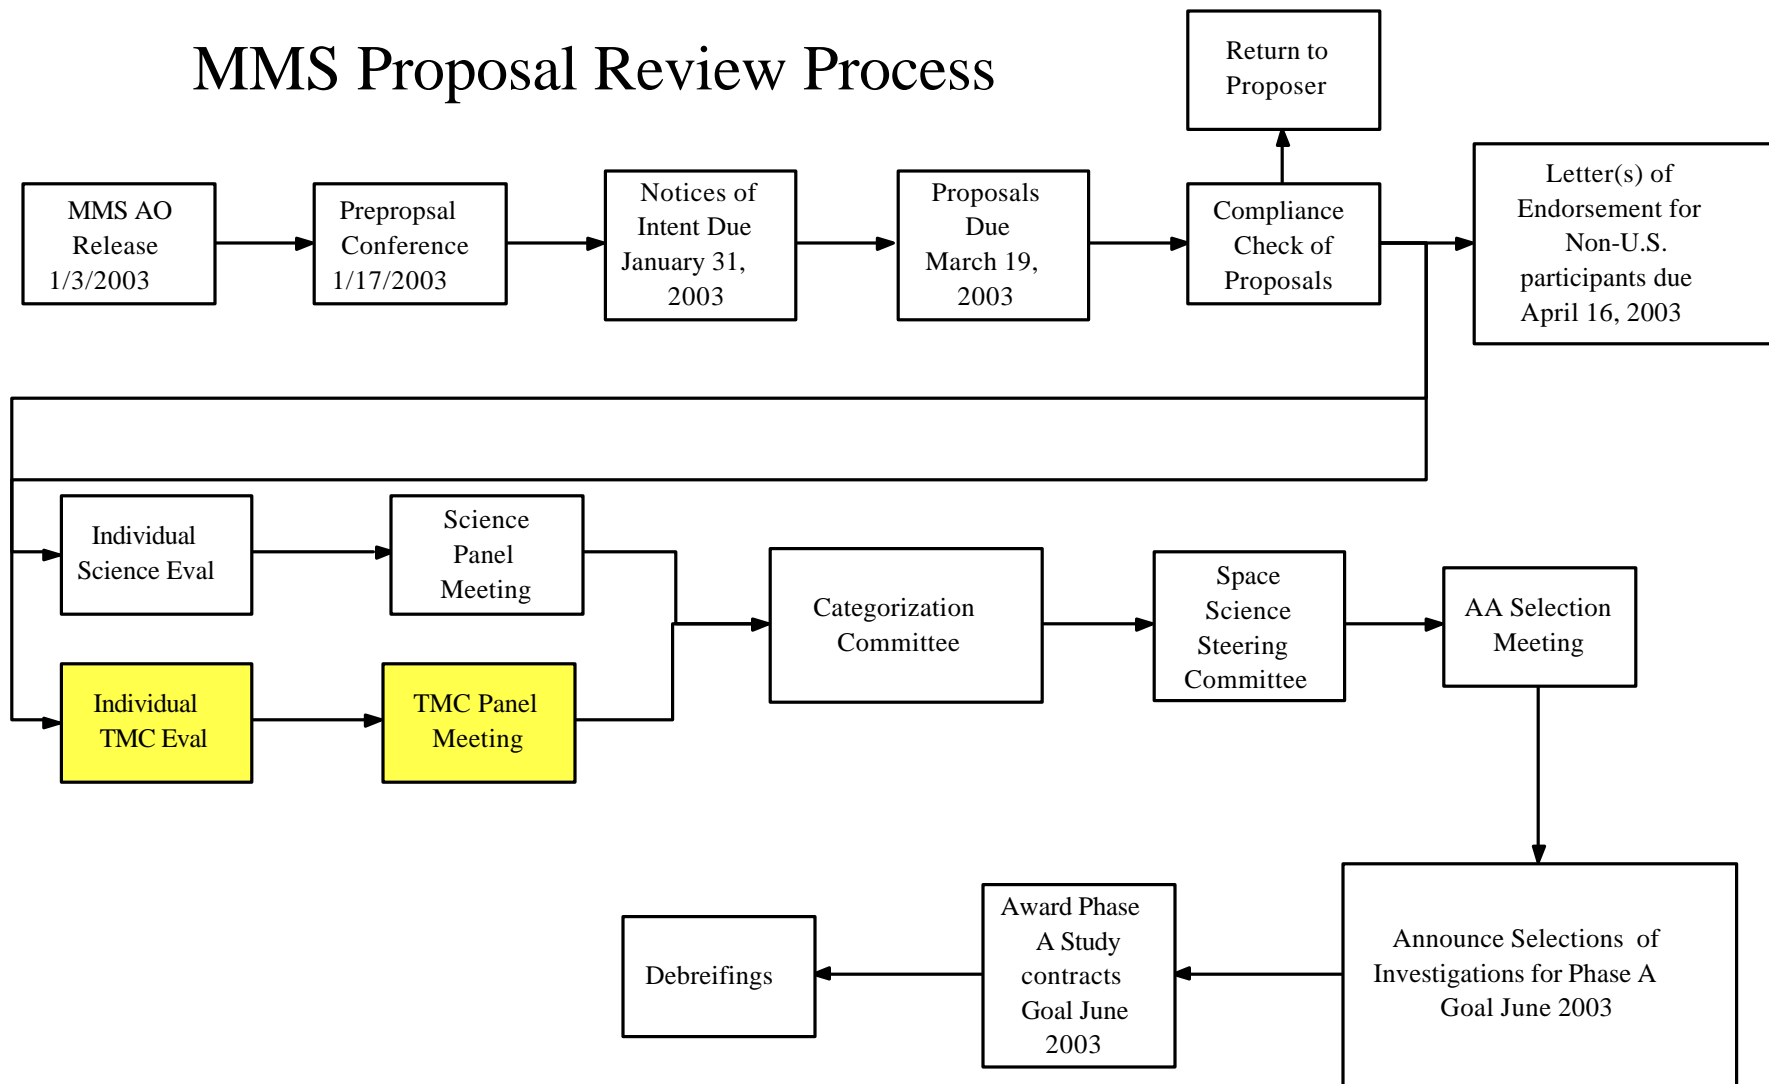 MMS Proposal Review Process
Return to
Proposer
MMS AO
Release
1/3/2003
Prepropsal
Conference
1/17/2003
Notices of
Intent Due
January 31,
2003
Proposals
Due
March 19,
2003
Compliance
Check of
Proposals
Letter(s) of
Endorsement for
Non-U.S.
participants due
April 16, 2003
Individual
Science Eval
Science
Panel
Meeting
Individual
TMC Eval
TMC Panel
Meeting
Categorization
Committee
Space
Science
Steering
Committee
AA Selection
Meeting
Announce Selections of
Investigations for Phase A
Goal June 2003
Award Phase
A Study
contracts
Goal June
2003
Debreifings